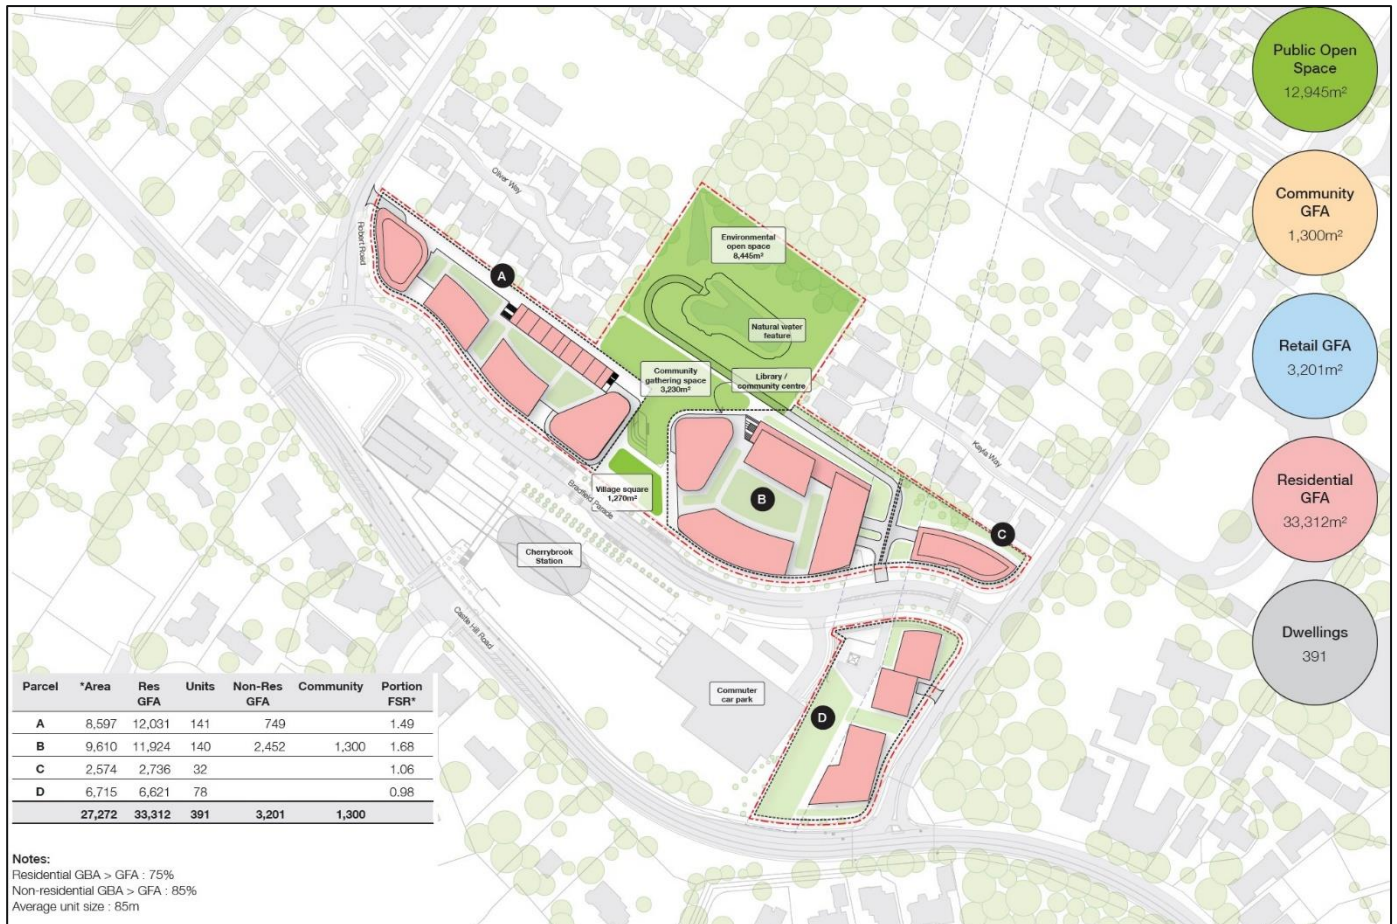 Public Open
Space
12,945m²
Community
GFA
1,300m²
Retail GFA
3,201m²
Residential
GFA
33,312m²
Dwellings
391
Oliver Way
Robert Road
A
Environmental
open space
8,445m²
Natural water
feature
Community
gathering space
3,230m²
Library /
community centre
Kayla Way
Village square
1,270m²
B
Bradfield Parade
C
Cherrybrook
Station
Castle Hill Road
Commuter
car park
D
Parcel *Area Res GFA Units Non-Res GFA Community Portion FSR*
A 8,597 12,031 141 749 1.49
B 9,610 11,924 140 2,452 1,300 1.68
C 2,574 2,736 32 1.06
D 6,715 6,621 78 0.98
27,272 33,312 391 3,201 1,300
Notes:
Residential GBA > GFA : 75%
Non-residential GBA > GFA : 85%
Average unit size : 85m